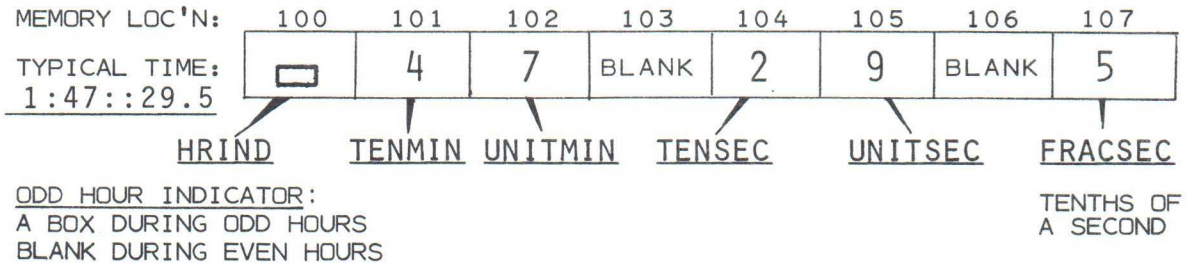 MEMORY LOC'N: 100 101 102 103 104 105 106 107
TYPICAL TIME: 4 7 BLANK 2 9 BLANK 5
1:47::29.5
HRIND TENMIN UNITMIN TENSEC UNITSEC FRACSEC
ODD HOUR INDICATOR: TENTHS OF
A BOX DURING ODD HOURS A SECOND
BLANK DURING EVEN HOURS